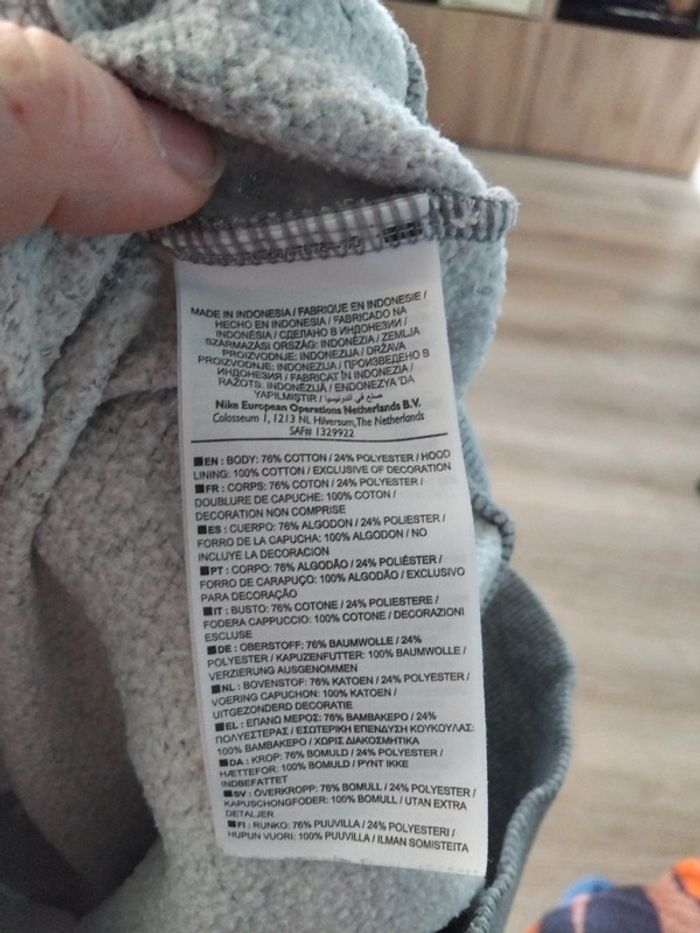 MADE IN INDONESIA / FABRIQUE EN INDONESIE /
HECHO EN INDONESIA / FABRICADO NA
INDONÉSIA / СДЕЛАНО В ИНДОНЕЗИИ /
SZÁRMAZÁSI ORSZÁG: INDONÉZIA / ZEMLJA
PROIZVODNJE: INDONEZIJA / DRŽAVA
PROIZVODNJE: INDONEZIJA / ПРОИЗВЕДЕНО В
ИНДОНЕЗИЯ / FABRICAT ÎN INDONEZIA /
RAŽOTS: INDONĒZIJĀ / ENDONEZYA 'DA
YAPILMIŞTIR / صنع في اندونيسيا
Nike European Operations Netherlands B.V.
Colosseum 1, 1213 NL Hilversum, The Netherlands
SAF# 1329922
■EN : BODY: 76% COTTON / 24% POLYESTER / HOOD
LINING: 100% COTTON / EXCLUSIVE OF DECORATION
■FR : CORPS: 76% COTON / 24% POLYESTER /
DOUBLURE DE CAPUCHE: 100% COTON /
DECORATION NON COMPRISE
■ES : CUERPO: 76% ALGODON / 24% POLIESTER /
FORRO DE LA CAPUCHA: 100% ALGODON / NO
INCLUYE LA DECORACION
■PT : CORPO: 76% ALGODÃO / 24% POLIÉSTER /
FORRO DE CARAPUÇO: 100% ALGODÃO / EXCLUSIVO
PARA DECORAÇÃO
■IT : BUSTO: 76% COTONE / 24% POLIESTERE /
FODERA CAPPUCCIO: 100% COTONE / DECORAZIONI
ESCLUSE
■DE : OBERSTOFF: 76% BAUMWOLLE / 24%
POLYESTER / KAPUZENFUTTER: 100% BAUMWOLLE /
VERZIERUNG AUSGENOMMEN
■NL : BOVENSTOF: 76% KATOEN / 24% POLYESTER /
VOERING CAPUCHON: 100% KATOEN /
UITGEZONDERD DECORATIE
■EL : ΕΠΑΝΩ ΜΕΡΟΣ: 76% ΒΑΜΒΑΚΕΡΟ / 24%
ΠΟΛΥΕΣΤΕΡΑΣ / ΕΣΩΤΕΡΙΚΗ ΕΠΕΝΔΥΣΗ ΚΟΥΚΟΥΛΑΣ:
100% ΒΑΜΒΑΚΕΡΟ / ΧΩΡΙΣ ΔΙΑΚΟΣΜΗΤΙΚΑ
■DA : KROP: 76% BOMULD / 24% POLYESTER /
HÆTTEFOR: 100% BOMULD / PYNT IKKE
INDBEFATTET
■SV : ÖVERKROPP: 76% BOMULL / 24% POLYESTER /
KAPUSCHONGFODER: 100% BOMULL / UTAN EXTRA
DETALJER
■FI : RUNKO: 76% PUUVILLA / 24% POLYESTERI /
HUPUN VUORI: 100% PUUVILLA / ILMAN SOMISTEITA